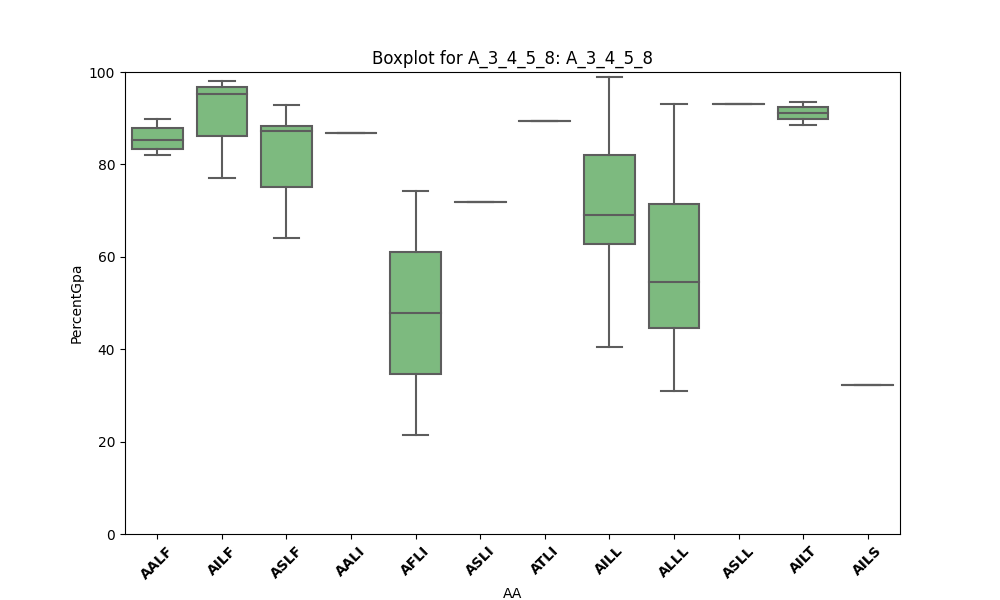 Boxplot for A_3_4_5_8: A_3_4_5_8
100
80
60
40
20
0
PercentGpa
AALF AILF ASLF AALI AFLI ASLI ATLI AILL ALLL ASLL AILT AILS
AA